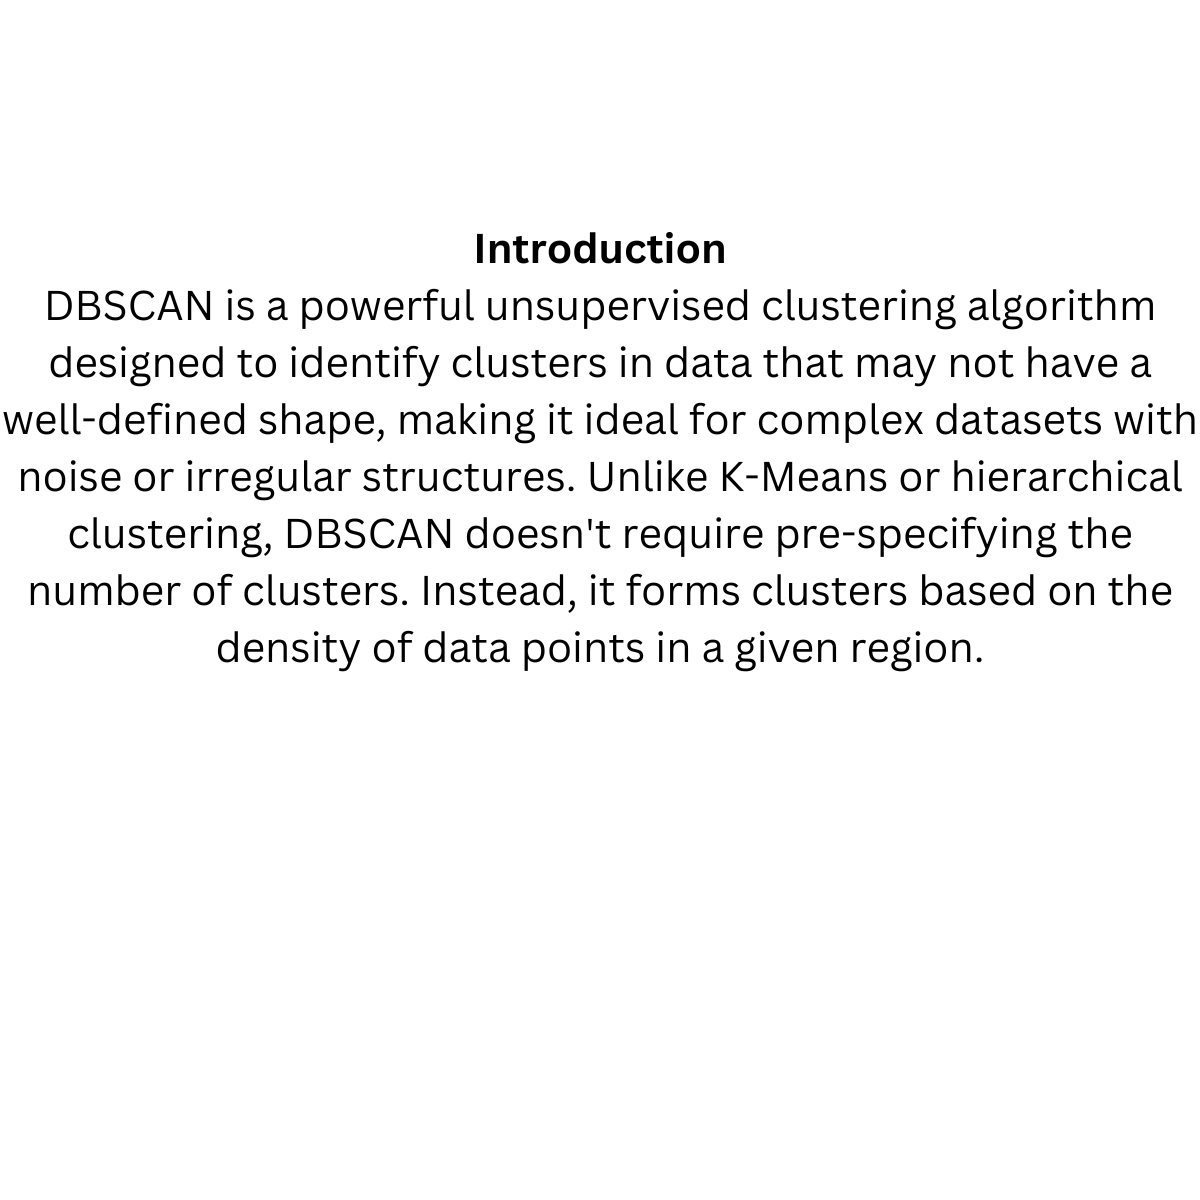 Introduction
DBSCAN is a powerful unsupervised clustering algorithm
designed to identify clusters in data that may not have a
well-defined shape, making it ideal for complex datasets with
noise or irregular structures. Unlike K-Means or hierarchical
clustering, DBSCAN doesn't require pre-specifying the
number of clusters. Instead, it forms clusters based on the
density of data points in a given region.